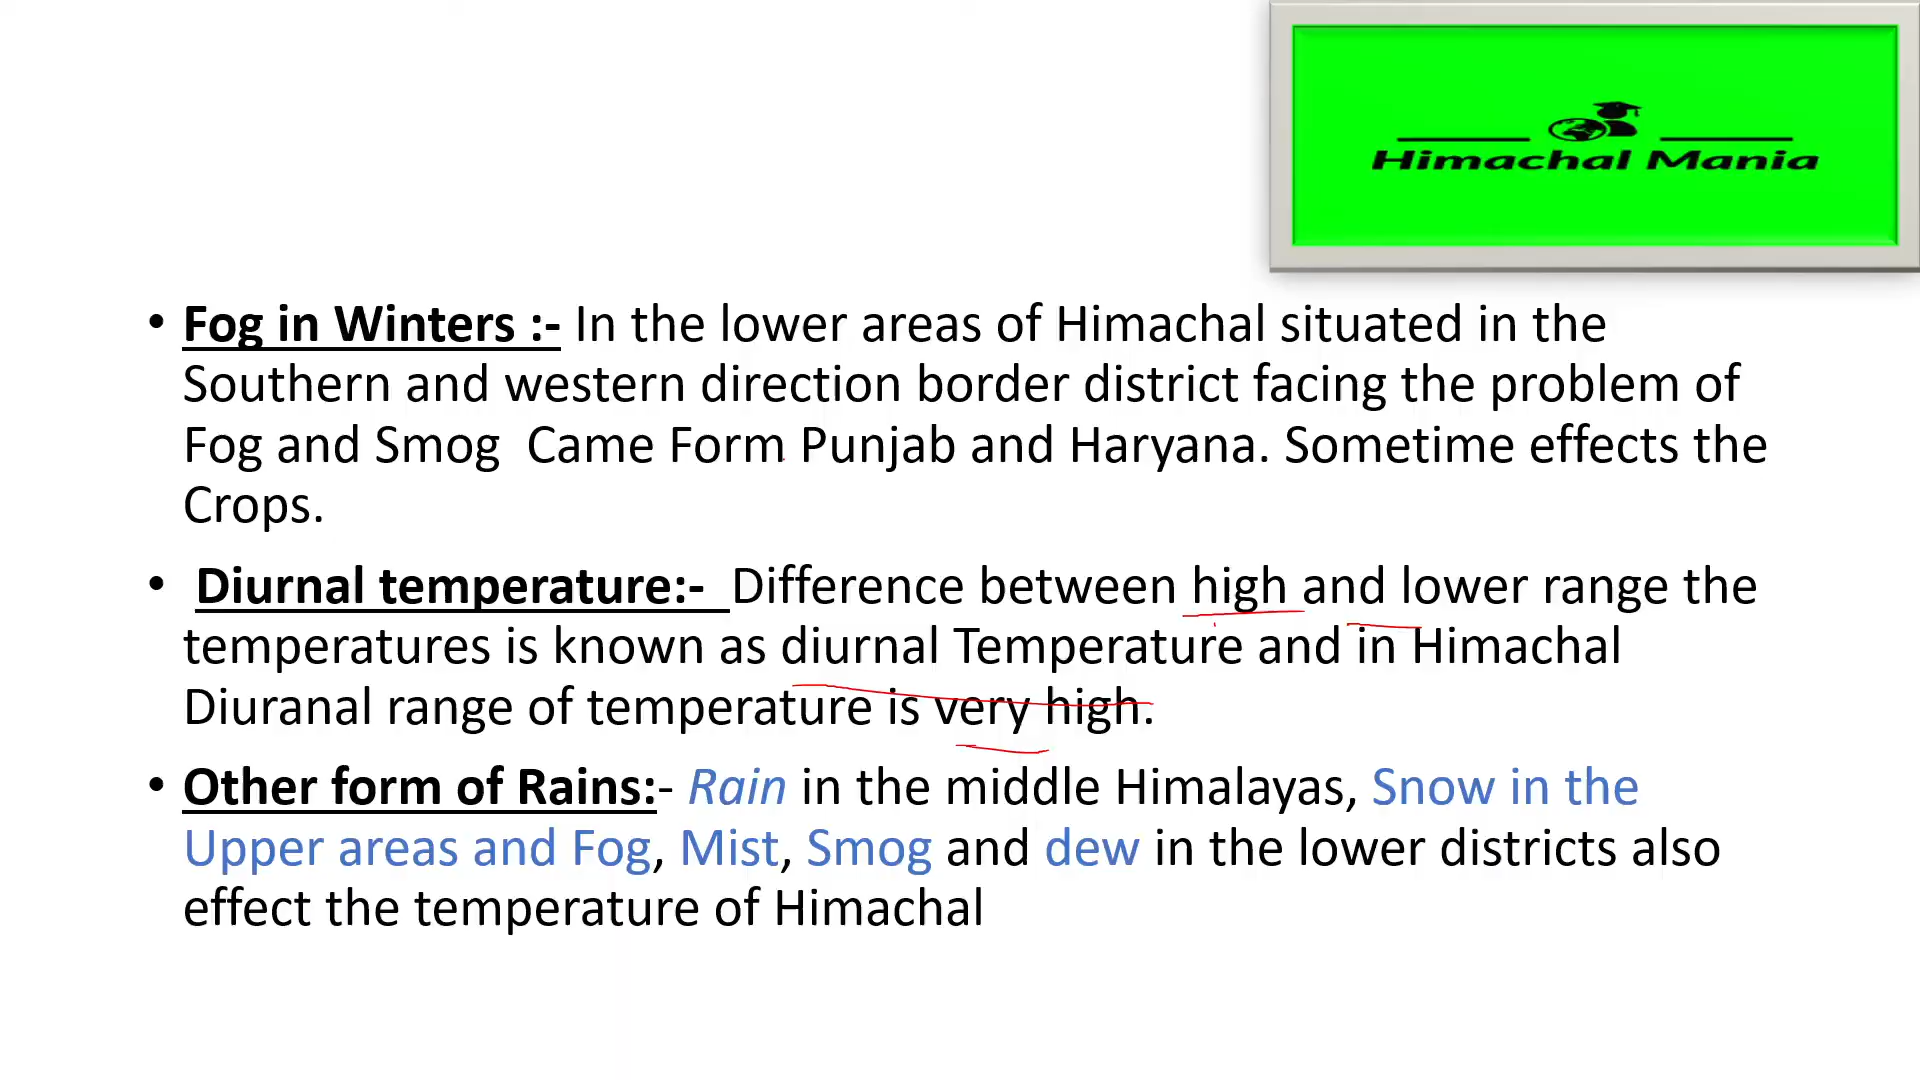 Himachal Mania
• Fog in Winters :- In the lower areas of Himachal situated in the
Southern and western direction border district facing the problem of
Fog and Smog  Came Form Punjab and Haryana. Sometime effects the
Crops.
• Diurnal temperature:-  Difference between high and lower range the
temperatures is known as diurnal Temperature and in Himachal
Diuranal range of temperature is very high.
• Other form of Rains:- Rain in the middle Himalayas, Snow in the
Upper areas and Fog, Mist, Smog and dew in the lower districts also
effect the temperature of Himachal